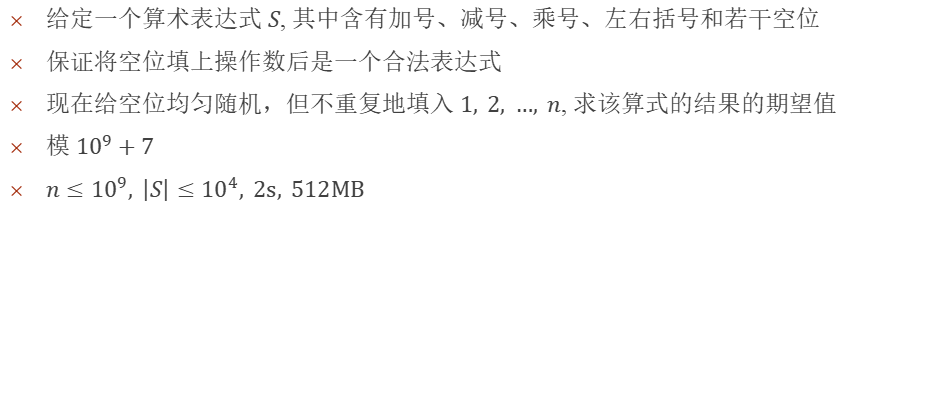 × 给定一个算术表达式 S, 其中含有加号、减号、乘号、左右括号和若干空位
× 保证将空位填上操作数后是一个合法表达式
× 现在给空位均匀随机，但不重复地填入 1, 2, …, n, 求该算式的结果的期望值
× 模 10⁹ + 7
× n ≤ 10⁹, |S| ≤ 10⁴, 2s, 512MB